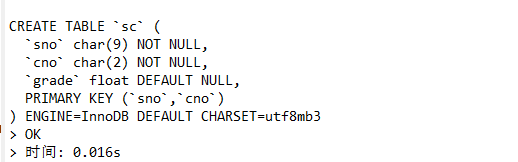 CREATE TABLE `sc` (
  `sno` char(9) NOT NULL,
  `cno` char(2) NOT NULL,
  `grade` float DEFAULT NULL,
  PRIMARY KEY (`sno`,`cno`)
) ENGINE=InnoDB DEFAULT CHARSET=utf8mb3
> OK
> 时间: 0.016s